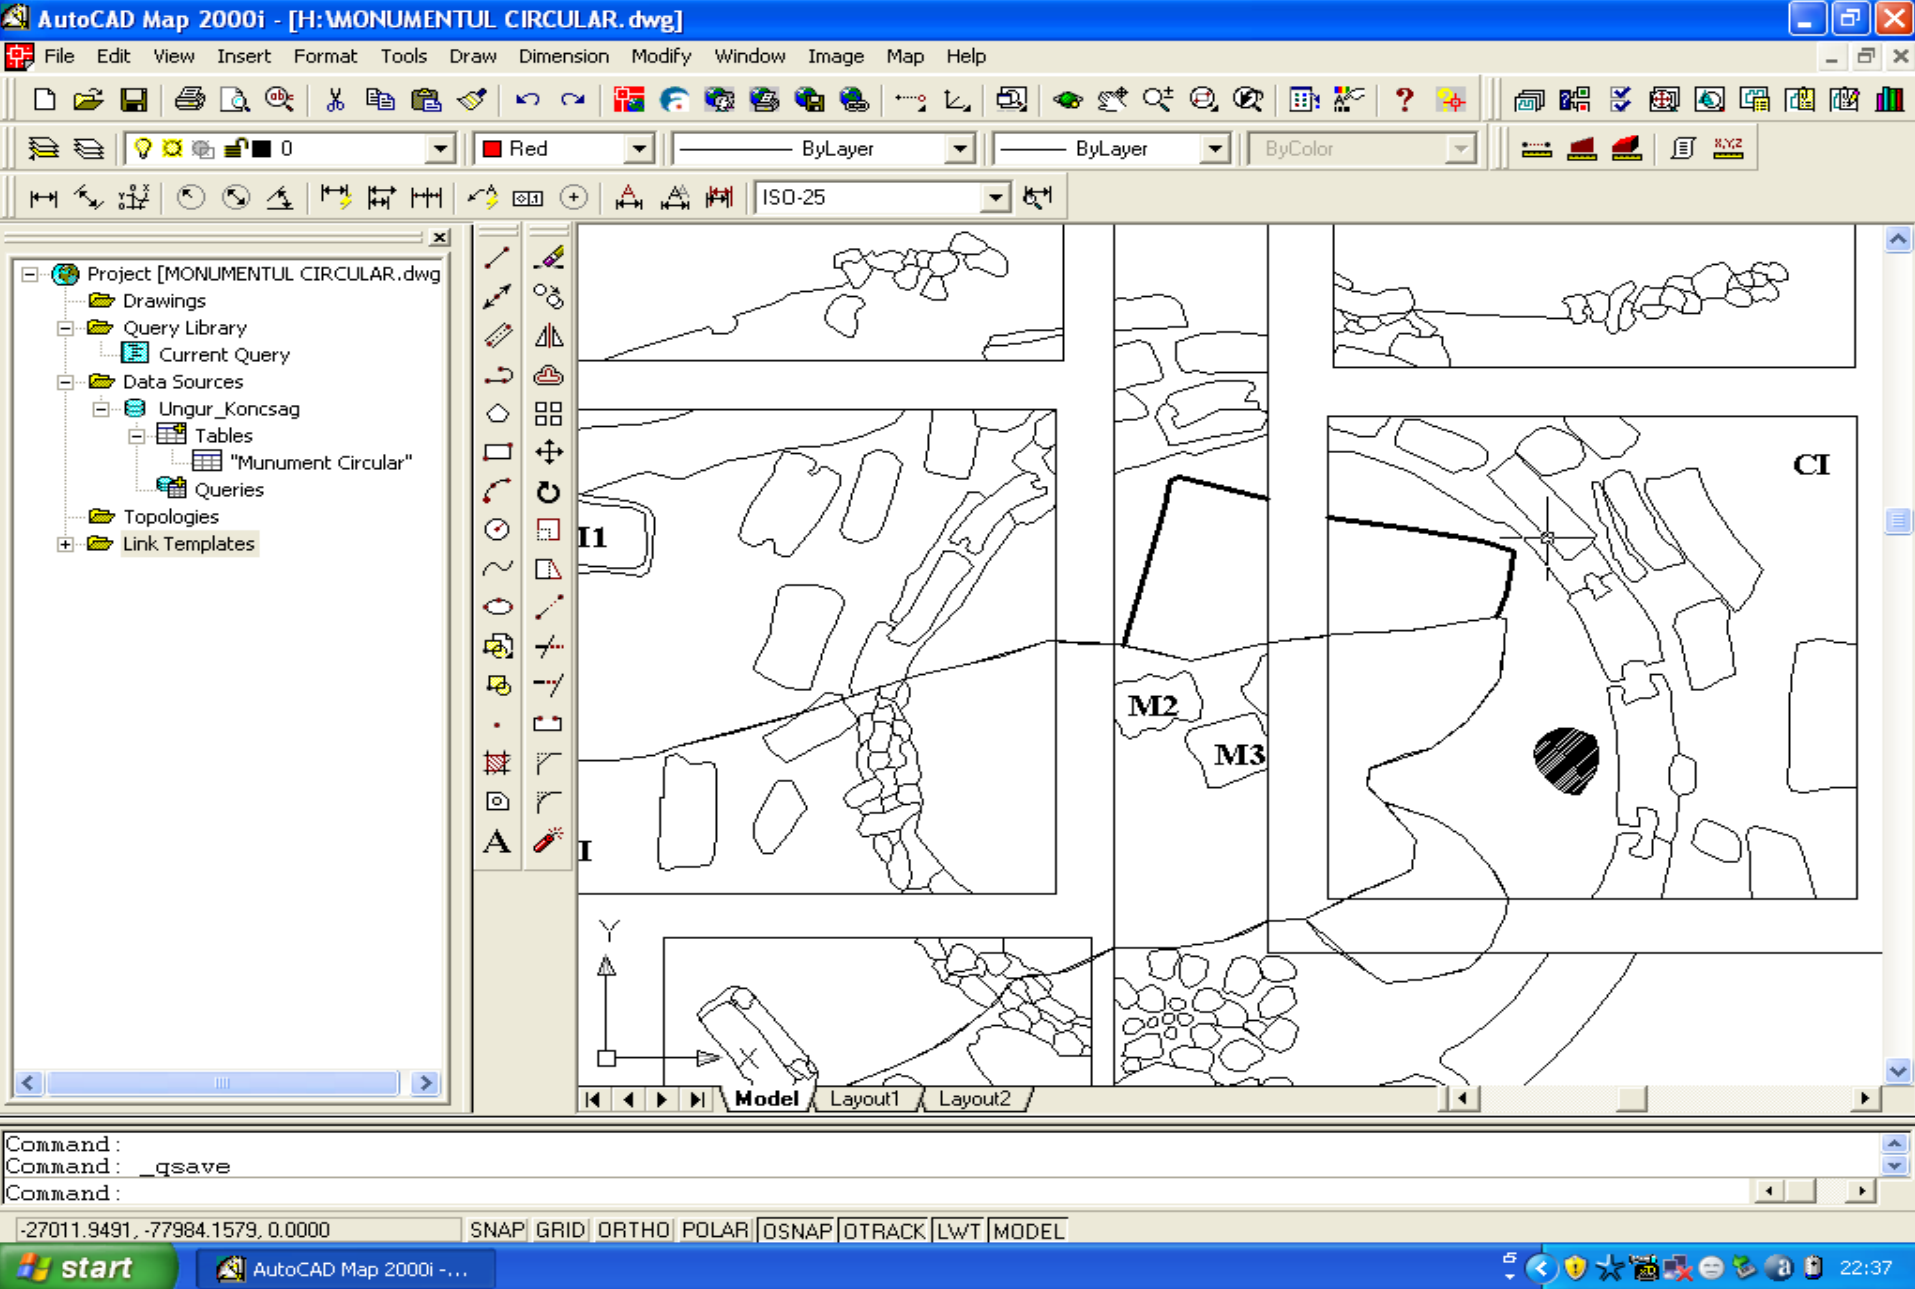 AutoCAD Map 2000i - [H:\MONUMENTUL CIRCULAR.dwg]
File Edit View Insert Format Tools Draw Dimension Modify Window Image Map Help
0 Red ByLayer ByLayer ByColor X,Y,Z
ISO-25
Project [MONUMENTUL CIRCULAR.dwg
Drawings
Query Library
Current Query
Data Sources
Ungur_Koncsag
Tables
"Munument Circular"
Queries
Topologies
Link Templates
A
CI
I1
M2
M3
I
Y
X
Model Layout1 Layout2
Command:
Command: _qsave
Command:
-27011.9491, -77984.1579, 0.0000 SNAP GRID ORTHO POLAR OSNAP OTRACK LWT MODEL
start AutoCAD Map 2000i -... 22:37